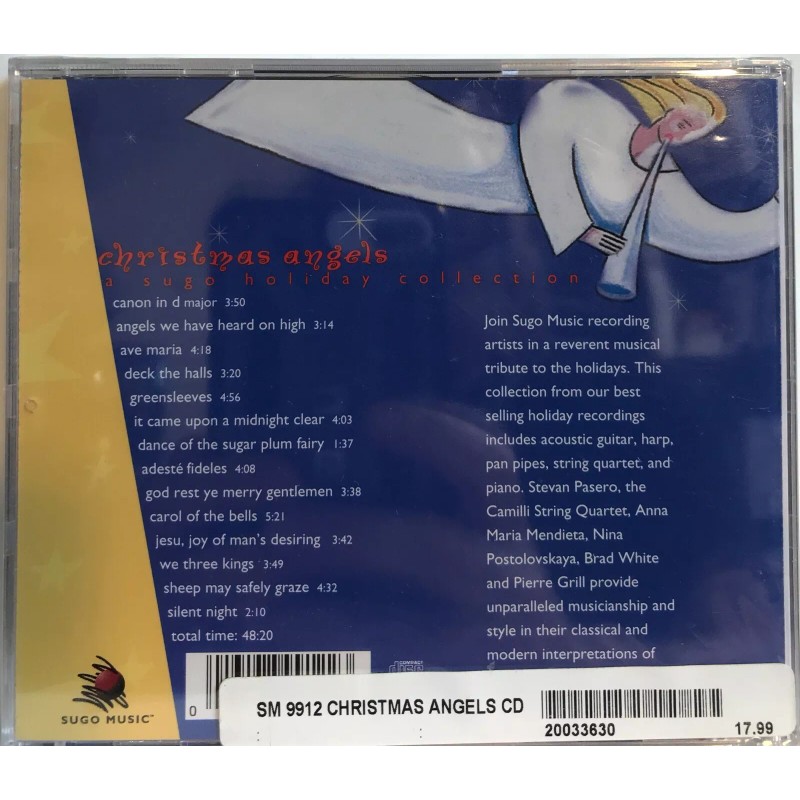 christmas angels
a sugo holiday collection
canon in d major 3:50
angels we have heard on high 3:14
ave maria 4:18
deck the halls 3:20
greensleeves 4:56
it came upon a midnight clear 4:03
dance of the sugar plum fairy 1:37
adesté fideles 4:08
god rest ye merry gentlemen 3:38
carol of the bells 5:21
jesu, joy of man's desiring 3:42
we three kings 3:49
sheep may safely graze 4:32
silent night 2:10
total time: 48:20
Join Sugo Music recording
artists in a reverent musical
tribute to the holidays. This
collection from our best
selling holiday recordings
includes acoustic guitar, harp,
pan pipes, string quartet, and
piano. Stevan Pasero, the
Camilli String Quartet, Anna
Maria Mendieta, Nina
Postolovskaya, Brad White
and Pierre Grill provide
unparalleled musicianship and
style in their classical and
modern interpretations of
SUGO MUSIC™
0
COMPACT
disc
SM 9912 CHRISTMAS ANGELS CD
20033630
: : 17.99